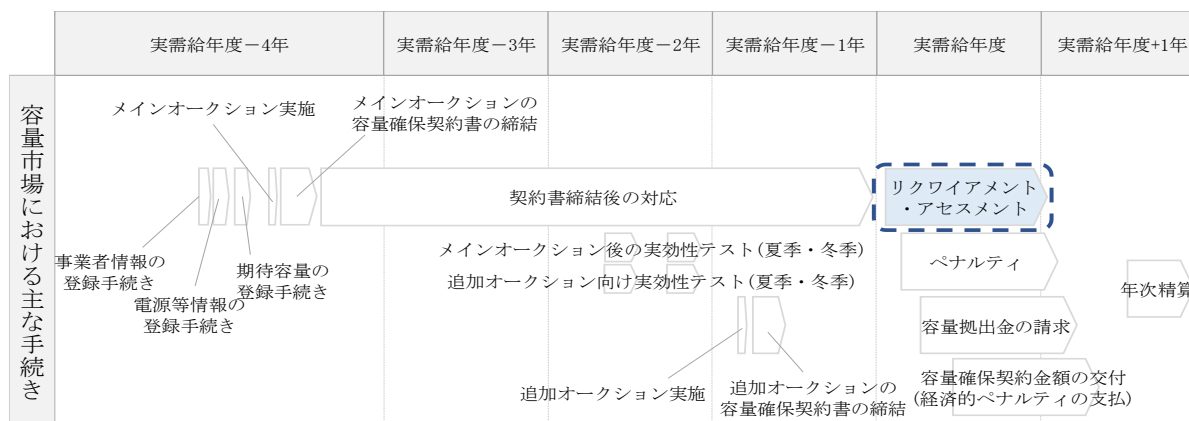 実需給年度－4年
実需給年度－3年
実需給年度－2年
実需給年度－1年
実需給年度
実需給年度+1年
容量市場における主な手続き
メインオークション実施
メインオークションの
容量確保契約書の締結
契約書締結後の対応
リクワイアメント
・アセスメント
事業者情報の
登録手続き
電源等情報の
登録手続き
期待容量の
登録手続き
メインオークション後の実効性テスト(夏季・冬季)
追加オークション向け実効性テスト(夏季・冬季)
ペナルティ
年次精算
容量拠出金の請求
追加オークション実施
追加オークションの
容量確保契約書の締結
容量確保契約金額の交付
(経済的ペナルティの支払)